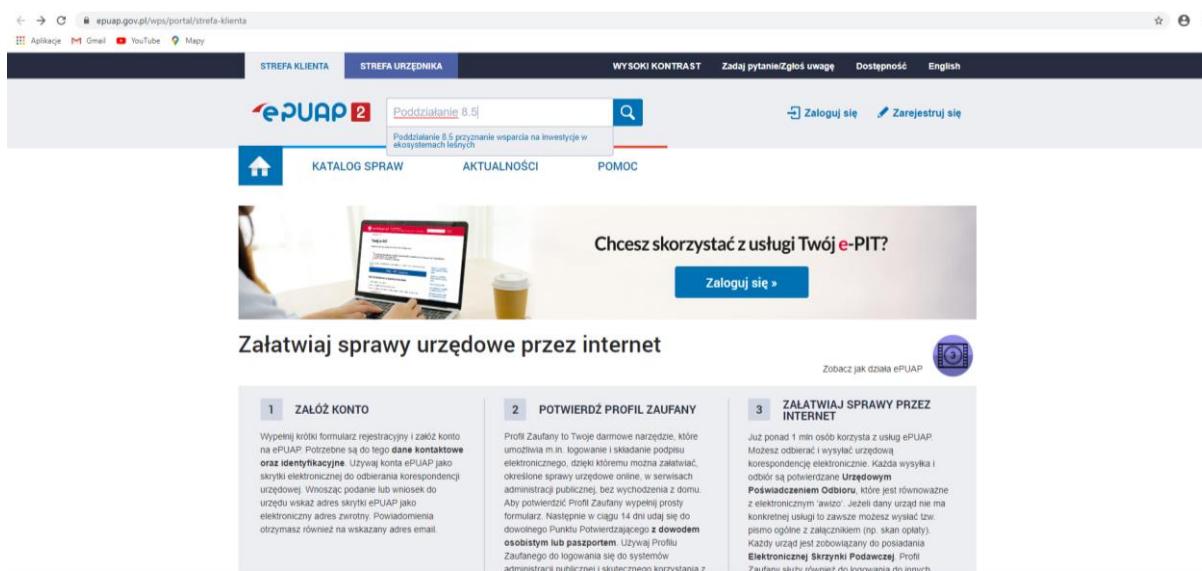 epuap.gov.pl/wps/portal/strefa-klienta
Aplikacje Gmail YouTube Mapy
STREFA KLIENTA STREFA URZĘDNIKA WYSOKI KONTRAST Zadaj pytanie/Zgłoś uwagę Dostępność English
ePUAP 2 Poddziałanie 8.5 Zaloguj się Zarejestruj się
Poddziałanie 8.5 przyznanie wsparcia na inwestycje w
ekosystemach leśnych
KATALOG SPRAW AKTUALNOŚCI POMOC
Chcesz skorzystać z usługi Twój e-PIT?
Zaloguj się »
Załatwiaj sprawy urzędowe przez internet
Zobacz jak działa ePUAP 3
1 ZAŁÓŻ KONTO
Wypełnij krótki formularz rejestracyjny i załóż konto
na ePUAP. Potrzebne są do tego dane kontaktowe
oraz identyfikacyjne. Używaj konta ePUAP jako
skrytki elektronicznej do odbierania korespondencji
urzędowej. Wnosząc podanie lub wniosek do
urzędu wskaż adres skrytki ePUAP jako
elektroniczny adres zwrotny. Powiadomienia
otrzymasz również na wskazany adres email.
2 POTWIERDŹ PROFIL ZAUFANY
Profil Zaufany to Twoje darmowe narzędzie, które
umożliwia m.in. logowanie i składanie podpisu
elektronicznego, dzięki któremu można załatwiać,
określone sprawy urzędowe online, w serwisach
administracji publicznej, bez wychodzenia z domu.
Aby potwierdzić Profil Zaufany wypełnij prosty
formularz. Następnie w ciągu 14 dni udaj się do
dowolnego Punktu Potwierdzającego z dowodem
osobistym lub paszportem. Używaj Profilu
Zaufanego do logowania się do systemów
administracji publicznej i skutecznego korzystania z
3 ZAŁATWIAJ SPRAWY PRZEZ
INTERNET
Już ponad 1 mln osób korzysta z usług ePUAP.
Możesz odbierać i wysyłać urzędową
korespondencję elektronicznie. Każda wysyłka i
odbiór są potwierdzane Urzędowym
Poświadczeniem Odbioru, które jest równoważne
z elektronicznym 'awizo'. Jeżeli dany urząd nie ma
konkretnej usługi to zawsze możesz wysłać tzw.
pismo ogólne z załącznikiem (np. skan opłaty).
Każdy urząd jest zobowiązany do posiadania
Elektronicznej Skrzynki Podawczej. Profil
Zaufany służy również do logowania do innych